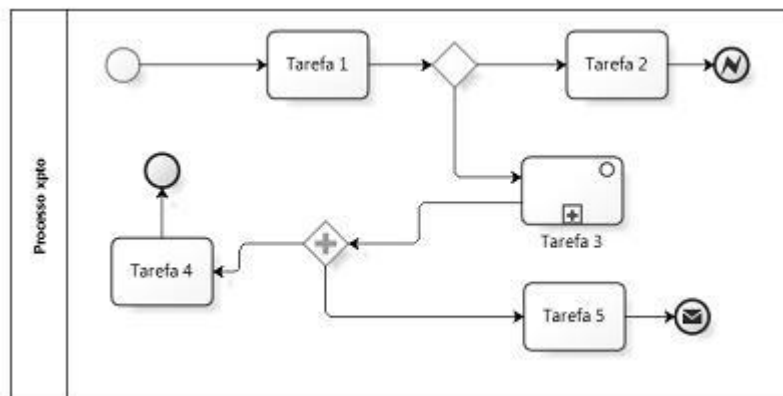 Processo xpto
Tarefa 1
Tarefa 2
Tarefa 3
Tarefa 4
Tarefa 5